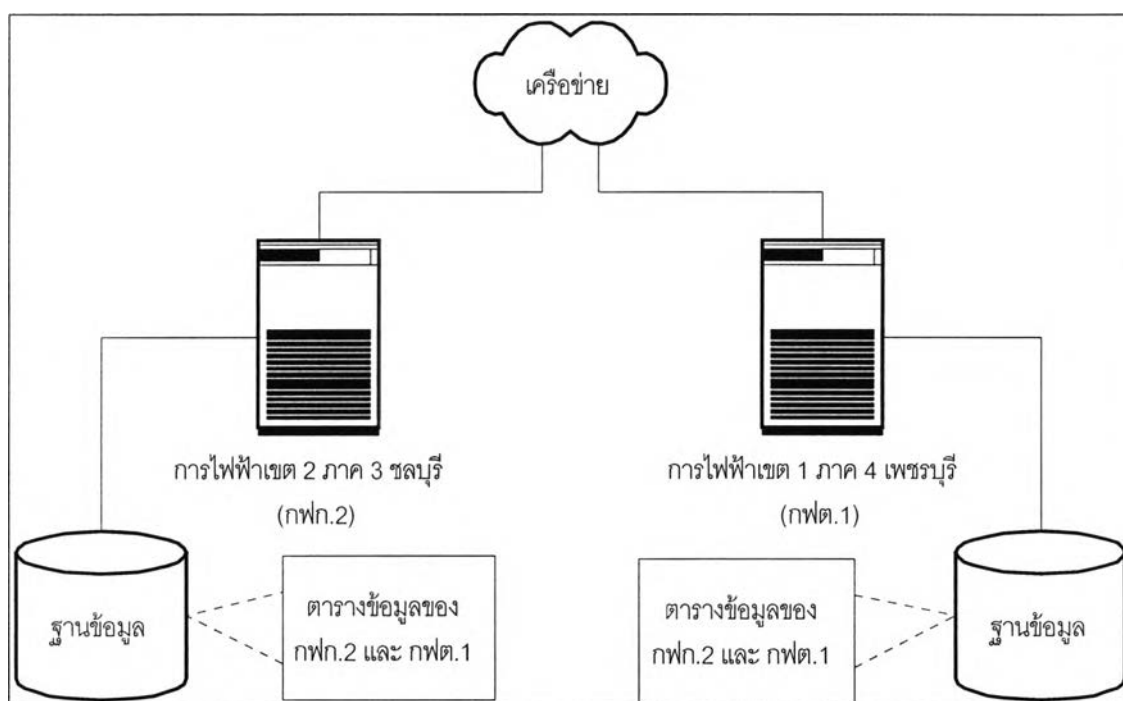 เครือข่าย
การไฟฟ้าเขต 2 ภาค 3 ชลบุรี
(กฟก.2)
การไฟฟ้าเขต 1 ภาค 4 เพชรบุรี
(กฟต.1)
ฐานข้อมูล
ตารางข้อมูลของ
กฟก.2 และ กฟต.1
ตารางข้อมูลของ
กฟก.2 และ กฟต.1
ฐานข้อมูล